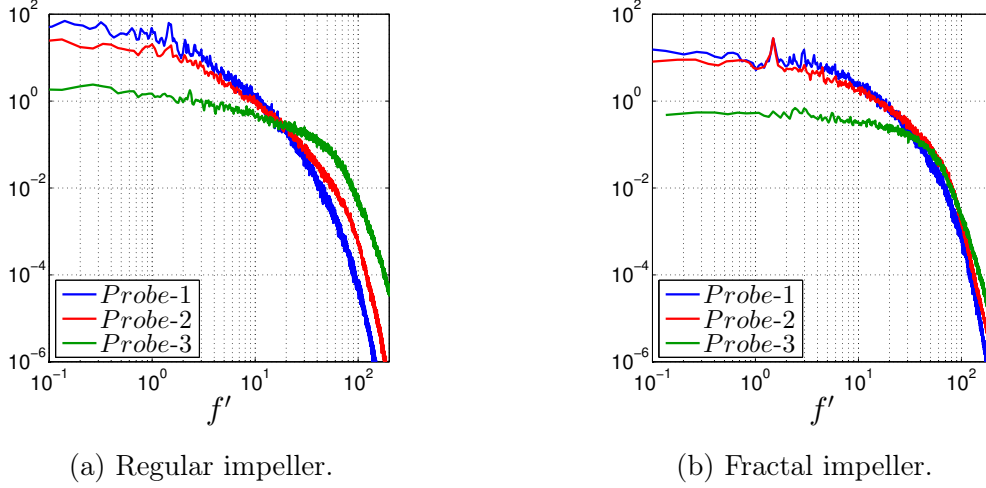 10^2
10^0
10^−2
10^−4
10^−6
Probe-1
Probe-2
Probe-3
10^−1 10^0 10^1 10^2
f′
(a) Regular impeller.
10^2
10^0
10^−2
10^−4
10^−6
Probe-1
Probe-2
Probe-3
10^−1 10^0 10^1 10^2
f′
(b) Fractal impeller.